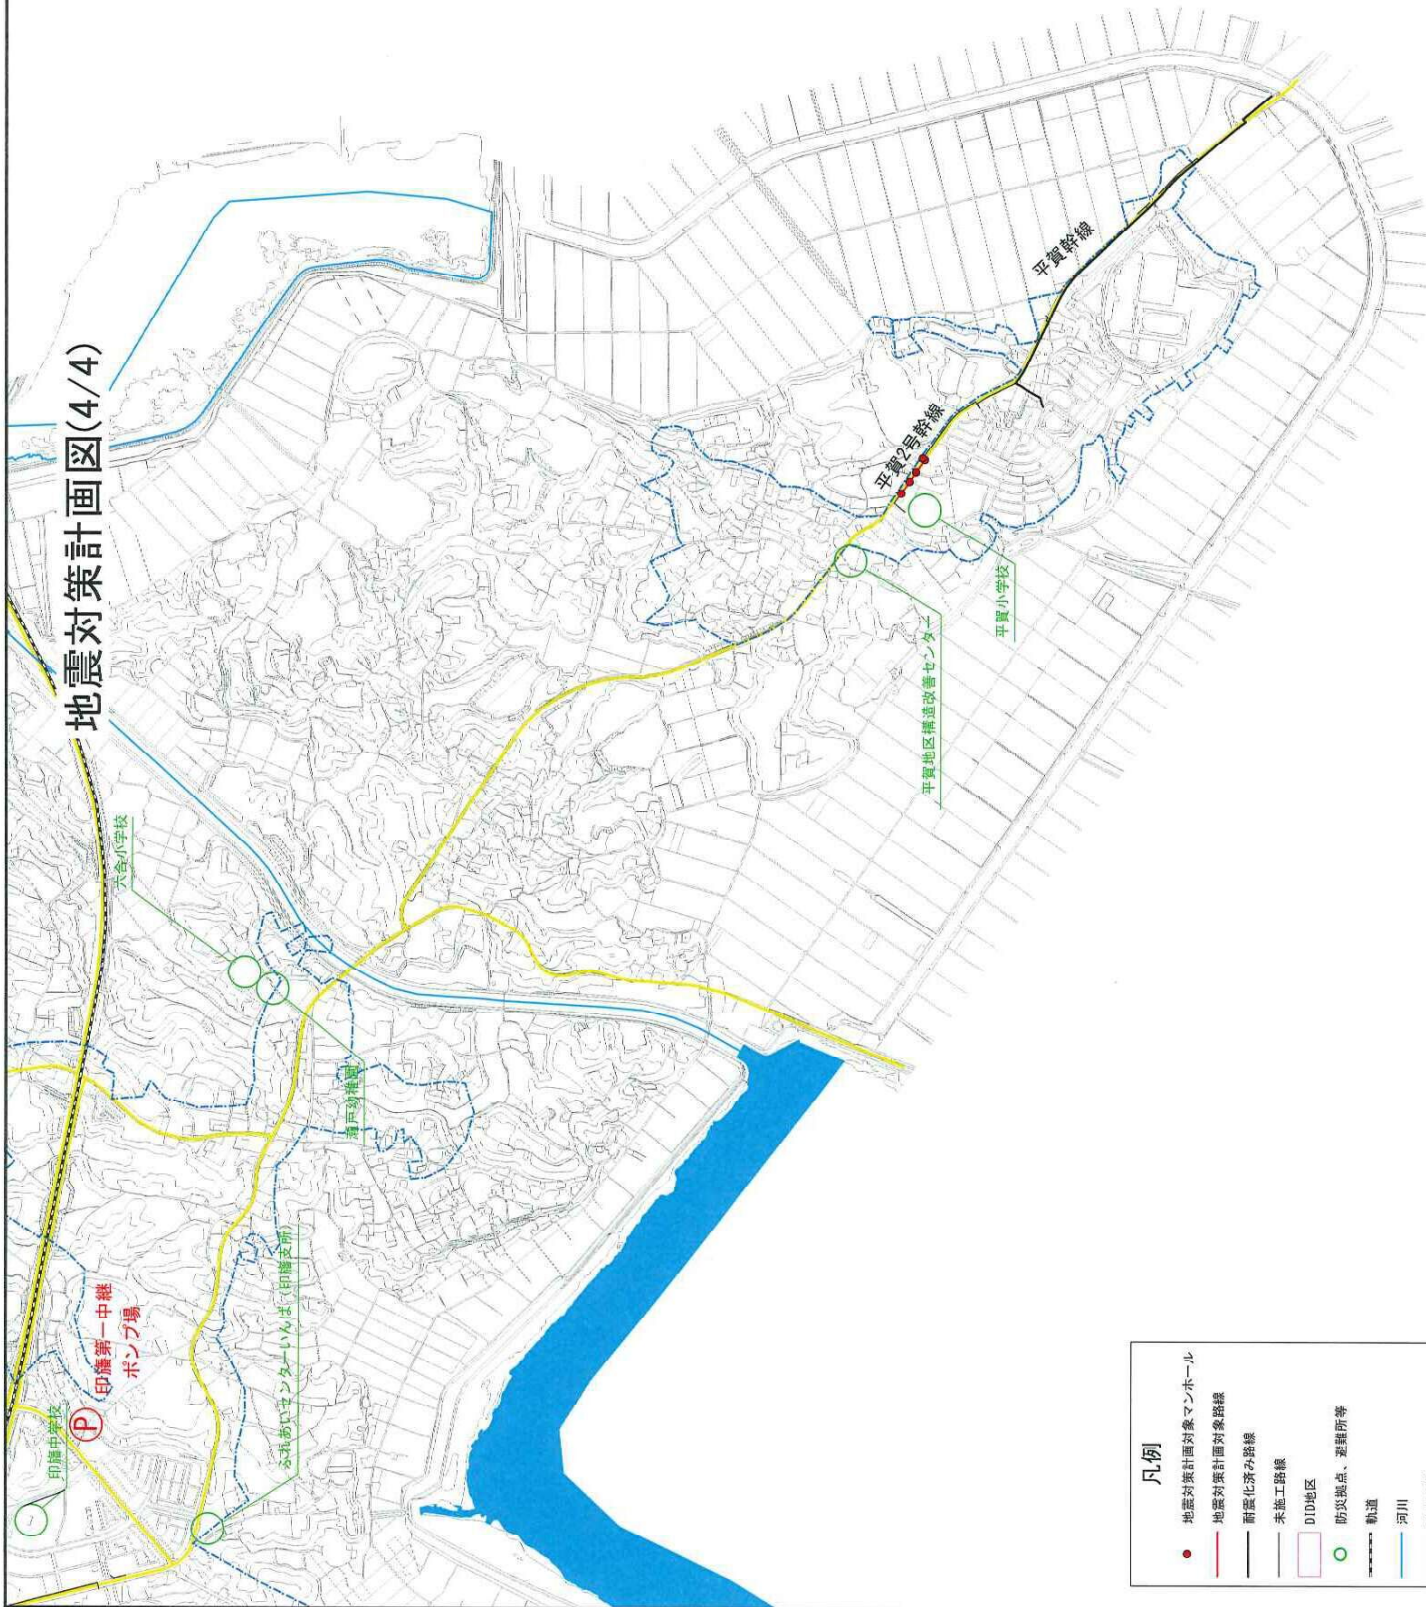 地震対策計画図(4/4)
平賀幹線
平賀2号幹線
平賀小学校
平賀地区構造改善センター
六合小学校
瀬戸幼稚園
ふれあいセンターいんば(印旛支所)
印旛第一中継
ポンプ場
P
印旛中学校
凡例
地震対策計画対象マンホール
地震対策計画対象路線
耐震化済み路線
未施工路線
DID地区
防災拠点、避難所等
軌道
河川